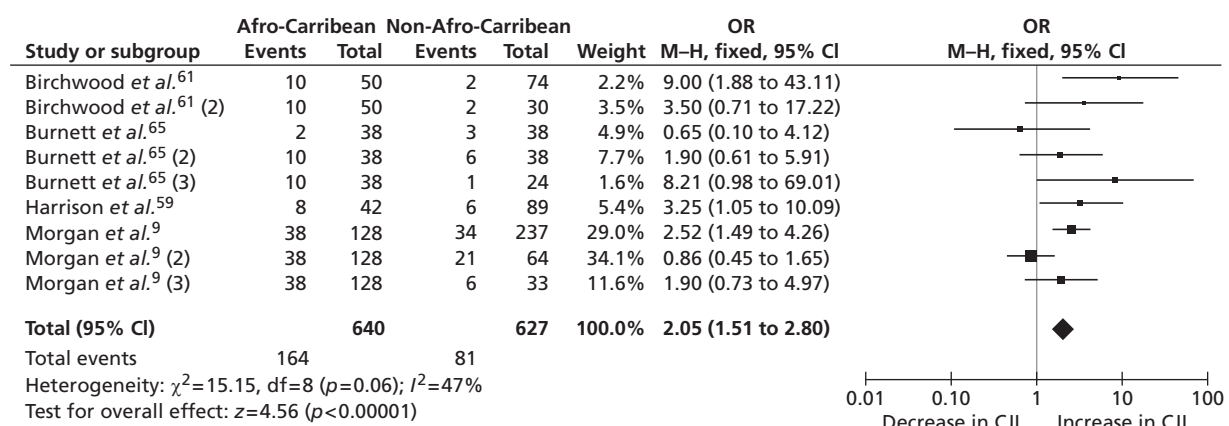 Afro-Carribean Non-Afro-Carribean OR OR
Study or subgroup Events Total Events Total Weight M–H, fixed, 95% CI M–H, fixed, 95% CI
Birchwood et al.61 10 50 2 74 2.2% 9.00 (1.88 to 43.11)
Birchwood et al.61 (2) 10 50 2 30 3.5% 3.50 (0.71 to 17.22)
Burnett et al.65 2 38 3 38 4.9% 0.65 (0.10 to 4.12)
Burnett et al.65 (2) 10 38 6 38 7.7% 1.90 (0.61 to 5.91)
Burnett et al.65 (3) 10 38 1 24 1.6% 8.21 (0.98 to 69.01)
Harrison et al.59 8 42 6 89 5.4% 3.25 (1.05 to 10.09)
Morgan et al.9 38 128 34 237 29.0% 2.52 (1.49 to 4.26)
Morgan et al.9 (2) 38 128 21 64 34.1% 0.86 (0.45 to 1.65)
Morgan et al.9 (3) 38 128 6 33 11.6% 1.90 (0.73 to 4.97)
Total (95% CI) 640 627 100.0% 2.05 (1.51 to 2.80)
Total events 164 81
Heterogeneity: χ2=15.15, df=8 (p=0.06); I2=47%
Test for overall effect: z=4.56 (p<0.00001)
0.01 0.10 1 10 100
Decrease in CJI Increase in CJI